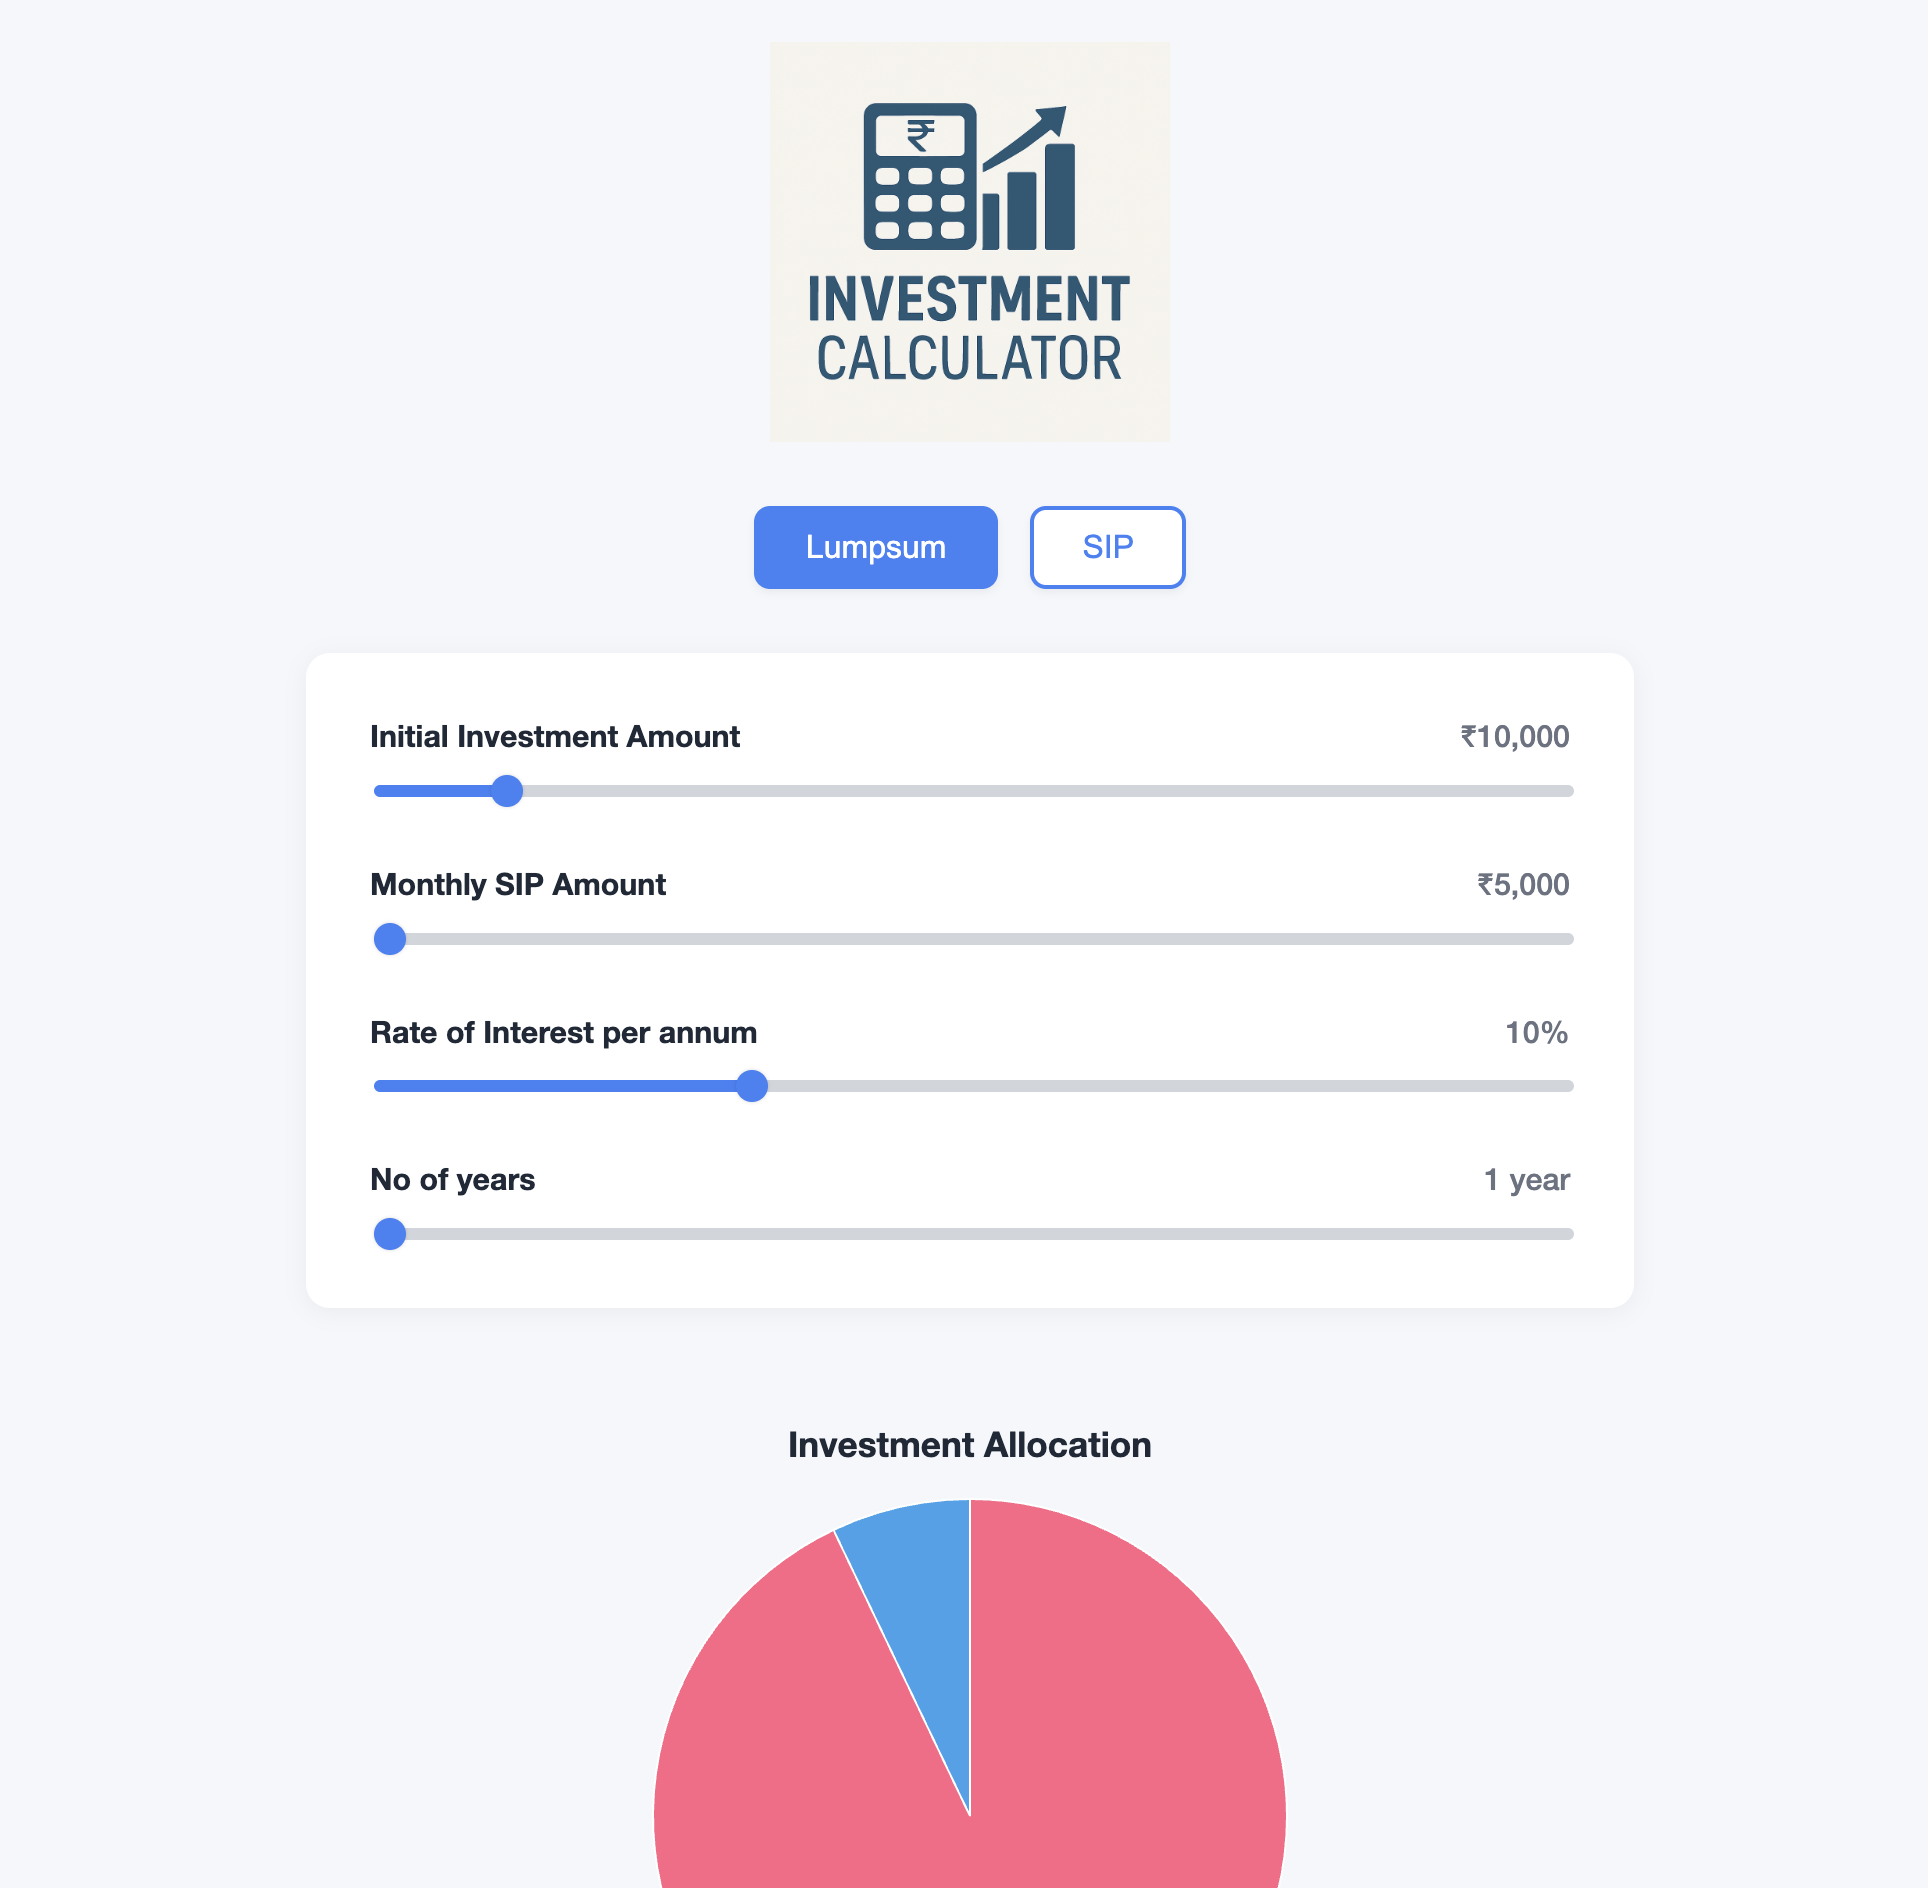 ₹
INVESTMENT
CALCULATOR
Lumpsum SIP
Initial Investment Amount ₹10,000
Monthly SIP Amount ₹5,000
Rate of Interest per annum 10%
No of years 1 year
Investment Allocation